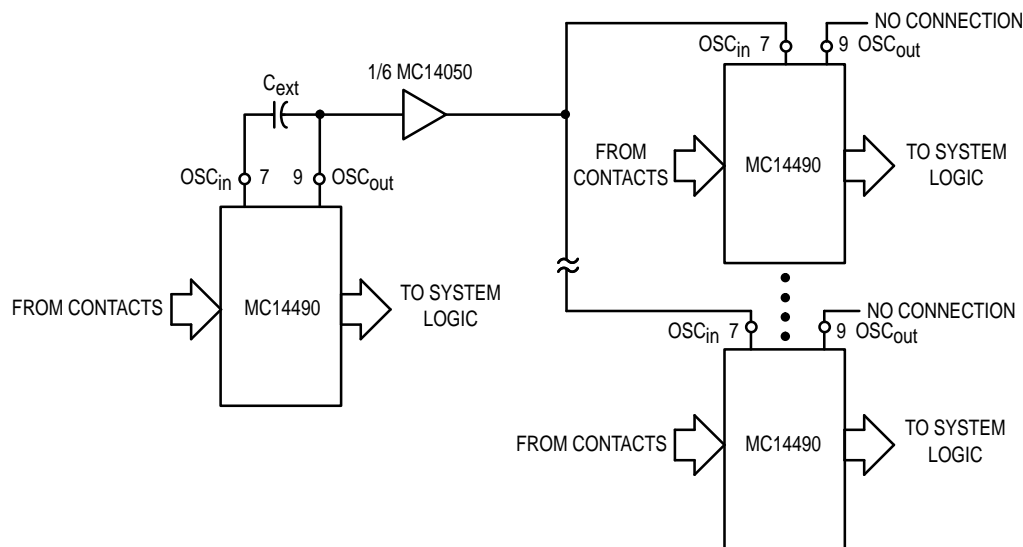 NO CONNECTION
OSCin 7
9 OSCout
1/6 MC14050
Cext
FROM
CONTACTS
MC14490
TO SYSTEM
LOGIC
OSCin 7
9 OSCout
FROM CONTACTS
MC14490
TO SYSTEM
LOGIC
NO CONNECTION
OSCin 7
9 OSCout
FROM CONTACTS
MC14490
TO SYSTEM
LOGIC